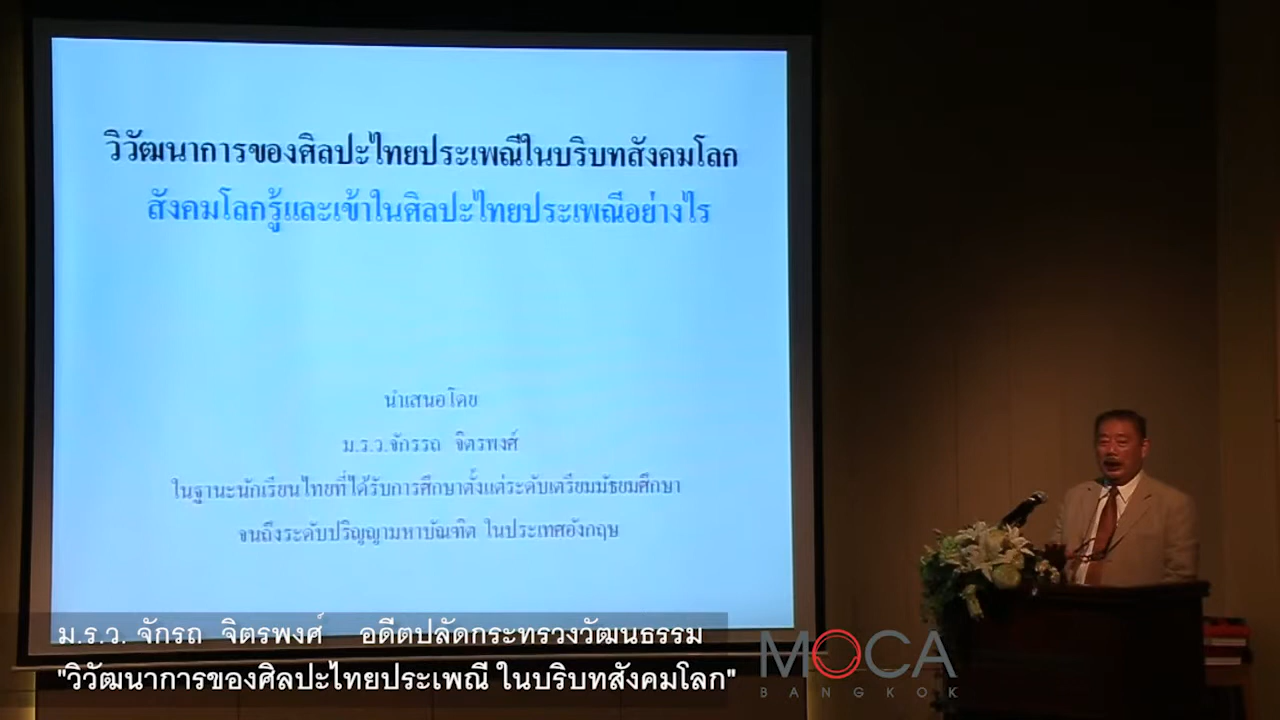 วิวัฒนาการของศิลปะไทยประเพณีในบริบทสังคมโลก
สังคมโลกรู้และเข้าในศิลปะไทยประเพณีอย่างไร
นำเสนอโดย
ม.ร.ว.จักรรถ จิตรพงศ์
ในฐานะนักเรียนไทยที่ได้รับการศึกษาตั้งแต่ระดับเตรียมมัธยมศึกษา
จนถึงระดับปริญญามหาบัณฑิต ในประเทศอังกฤษ
ม.ร.ว. จักรถ จิตรพงศ์ อดีตปลัดกระทรวงวัฒนธรรม
"วิวัฒนาการของศิลปะไทยประเพณี ในบริบทสังคมโลก"
MOCA
BANGKOK